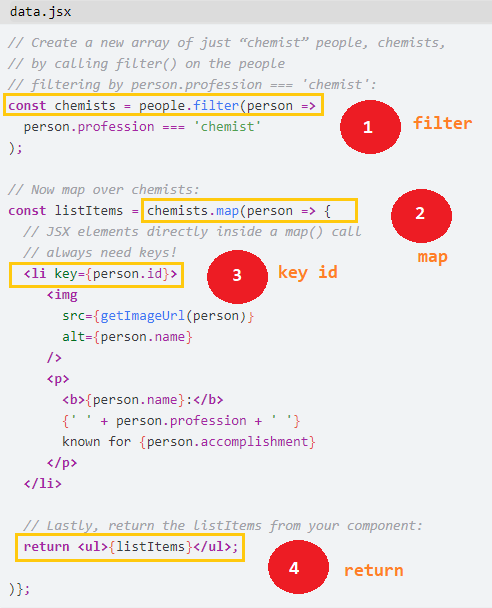 data.jsx
// Create a new array of just “chemist” people, chemists,
// by calling filter() on the people
// filtering by person.profession === 'chemist':
const chemists = people.filter(person =>
person.profession === 'chemist'
);
1 filter
// Now map over chemists:
const listItems = chemists.map(person => {
2
map
// JSX elements directly inside a map() call
// always need keys!
<li key={person.id}>
3 key id
<img
src={getImageUrl(person)}
alt={person.name}
/>
<p>
<b>{person.name}:</b>
{' ' + person.profession + ' '}
known for {person.accomplishment}
</p>
</li>
// Lastly, return the listItems from your component:
return <ul>{listItems}</ul>;
4 return
)};